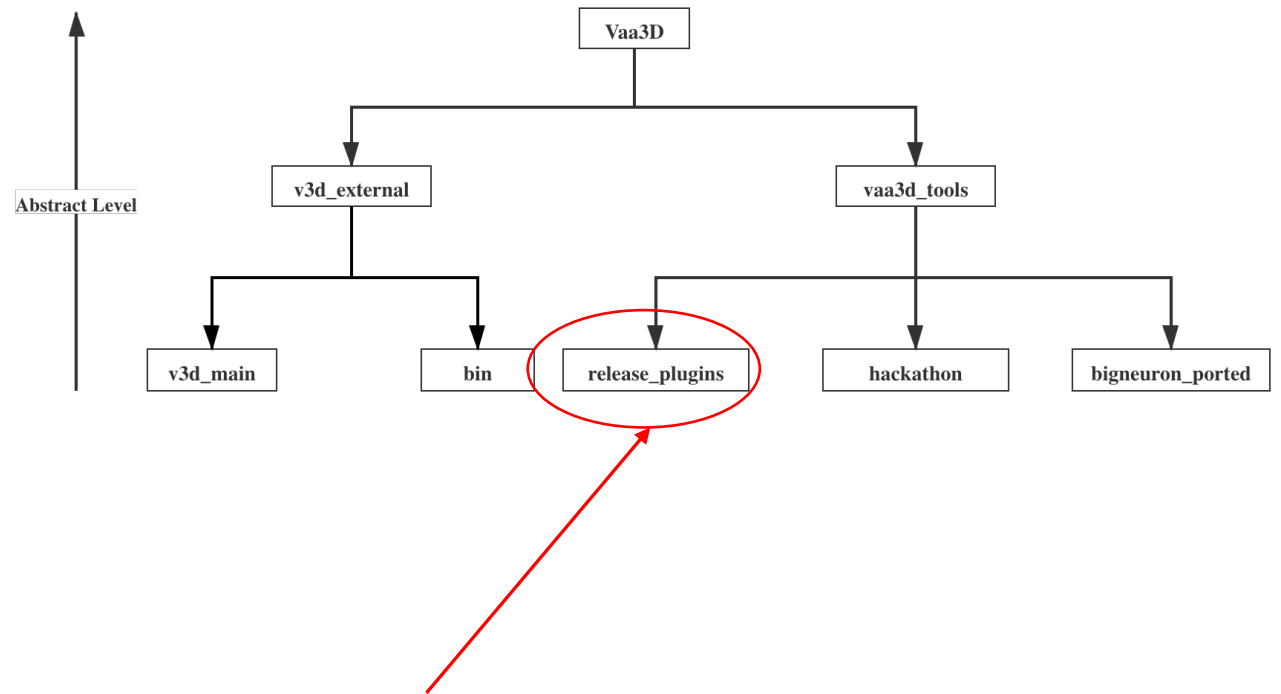 Vaa3D
v3d_external
vaa3d_tools
Abstract Level
v3d_main
bin
release_plugins
hackathon
bigneuron_ported